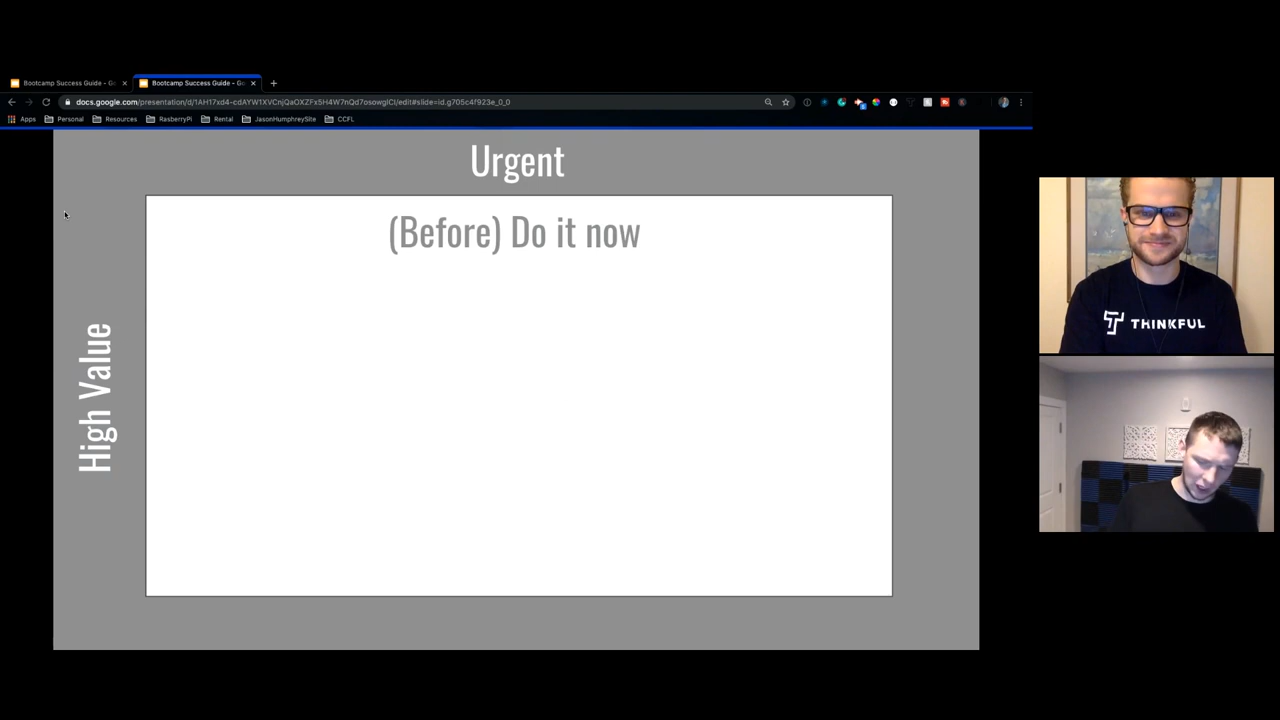 Bootcamp Success Guide - Go
Bootcamp Success Guide - Go
docs.google.com/presentation/d/1AH17xd4-cdAYW1XVCnjQaOXZFx5H4W7nQd7osowglCI/edit#slide=id.g705c4f923e_0_0
Apps Personal Resources RasberryPi Rental JasonHumphreySite CCFL
Urgent
(Before) Do it now
High Value
THINKFUL